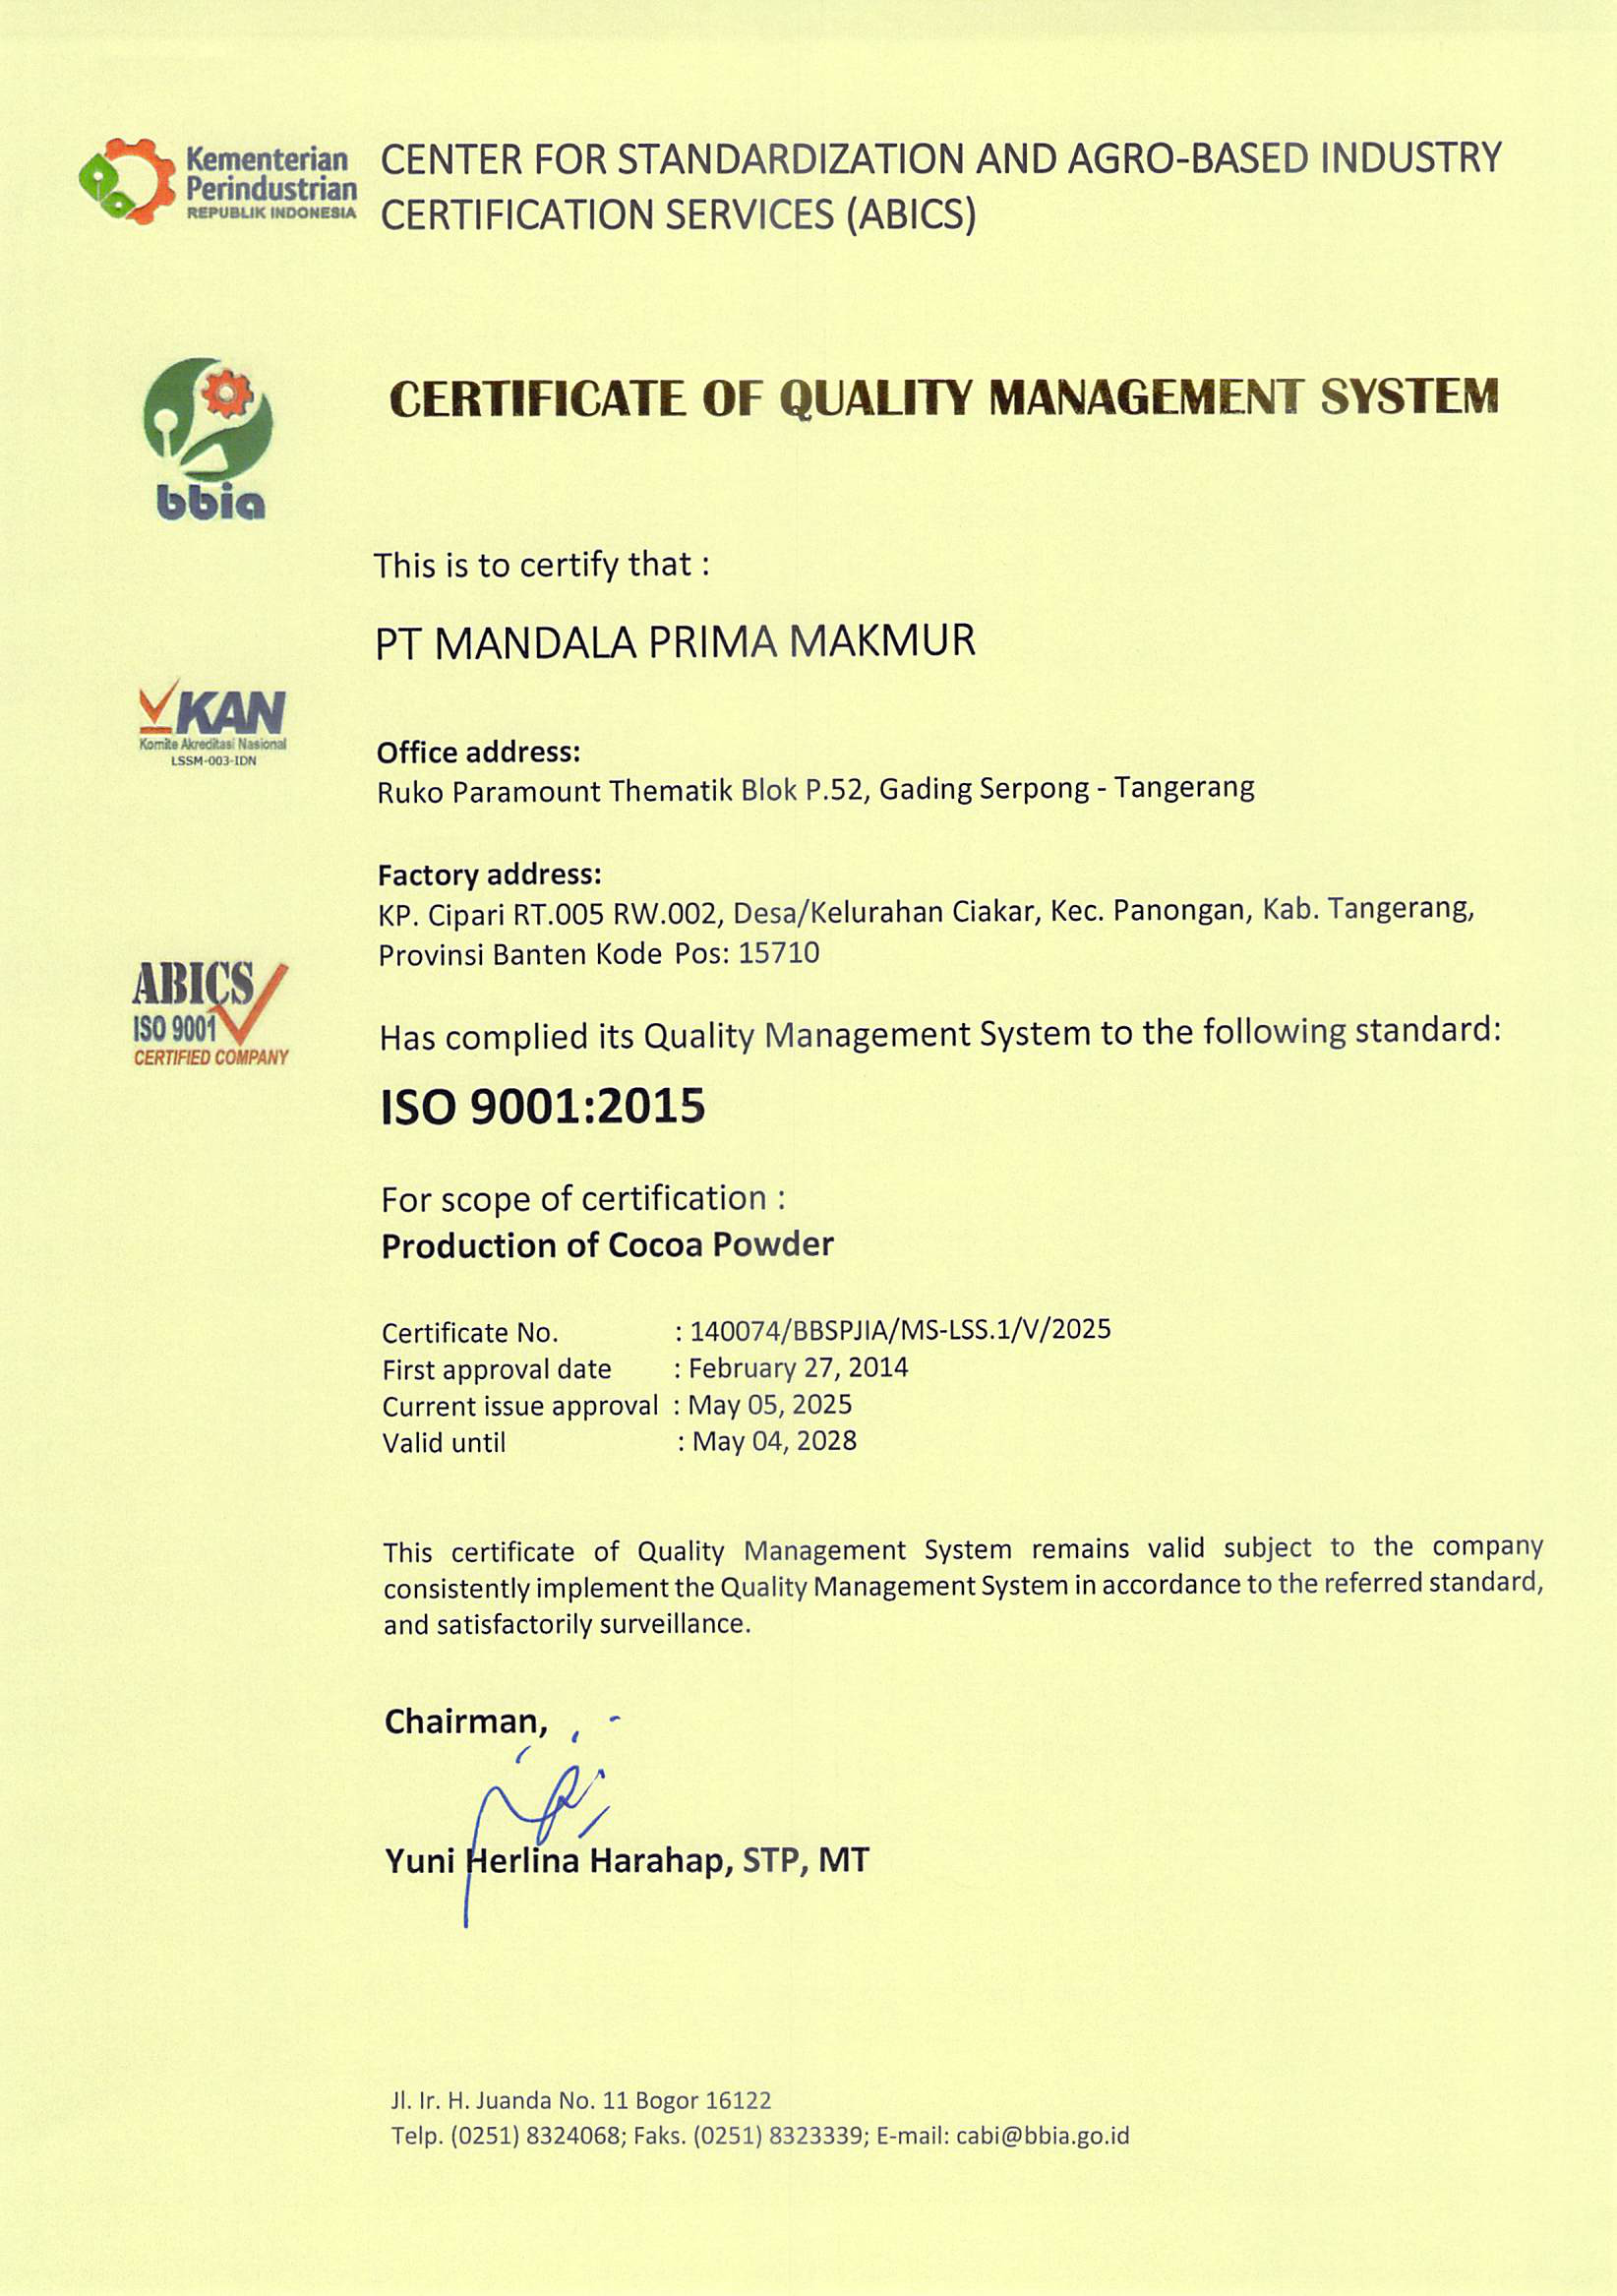 Kementerian
Perindustrian
REPUBLIK INDONESIA
CENTER FOR STANDARDIZATION AND AGRO-BASED INDUSTRY
CERTIFICATION SERVICES (ABICS)
bbia
CERTIFICATE OF QUALITY MANAGEMENT SYSTEM
This is to certify that :
PT MANDALA PRIMA MAKMUR
KAN
Komite Akreditasi Nasional
LSSM-003-IDN
Office address:
Ruko Paramount Thematik Blok P.52, Gading Serpong - Tangerang
Factory address:
KP. Cipari RT.005 RW.002, Desa/Kelurahan Ciakar, Kec. Panongan, Kab. Tangerang,
Provinsi Banten Kode Pos: 15710
ABICS
ISO 9001
CERTIFIED COMPANY
Has complied its Quality Management System to the following standard:
ISO 9001:2015
For scope of certification :
Production of Cocoa Powder
Certificate No. : 140074/BBSPJIA/MS-LSS.1/V/2025
First approval date : February 27, 2014
Current issue approval : May 05, 2025
Valid until : May 04, 2028
This certificate of Quality Management System remains valid subject to the company
consistently implement the Quality Management System in accordance to the referred standard,
and satisfactorily surveillance.
Chairman,
Yuni Herlina Harahap, STP, MT
Jl. Ir. H. Juanda No. 11 Bogor 16122
Telp. (0251) 8324068; Faks. (0251) 8323339; E-mail: cabi@bbia.go.id